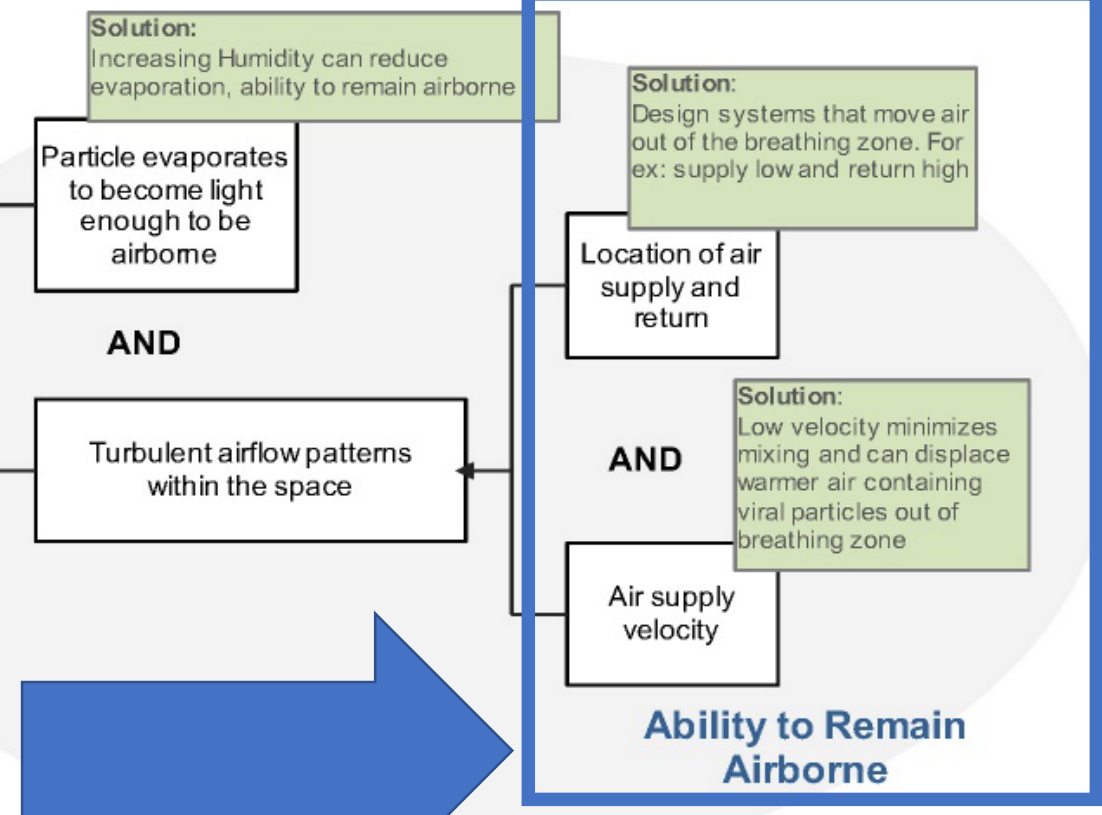 Solution:
Increasing Humidity can reduce
evaporation, ability to remain airborne
Particle evaporates
to become light
enough to be
airborne
AND
Turbulent airflow patterns
within the space
Solution:
Design systems that move air
out of the breathing zone. For
ex: supply low and return high
Location of air
supply and
return
AND
Solution:
Low velocity minimizes
mixing and can displace
warmer air containing
viral particles out of
breathing zone
Air supply
velocity
Ability to Remain
Airborne